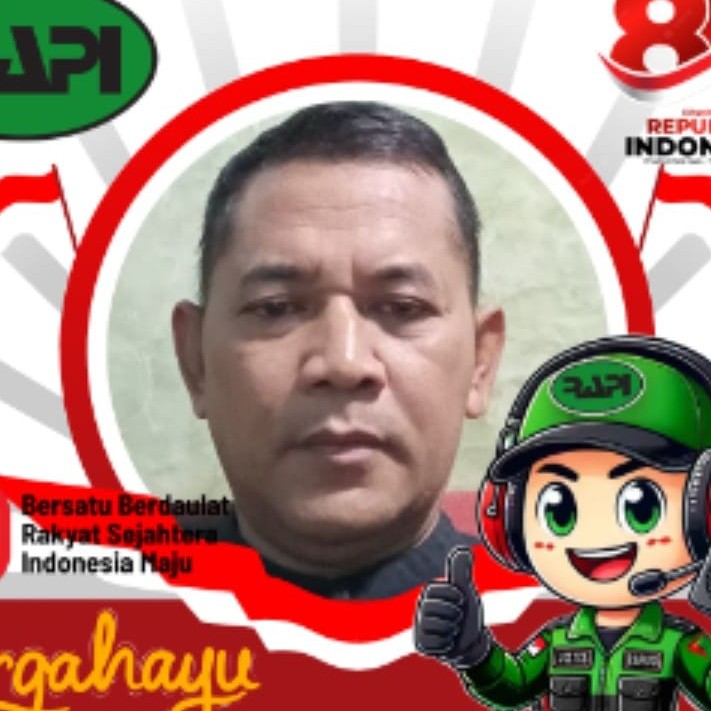 RAPI
8
REPU
INDON
Bersatu Berdaulat
Rakyat Sejahtera
Indonesia Maju
rgahayu
RAPI